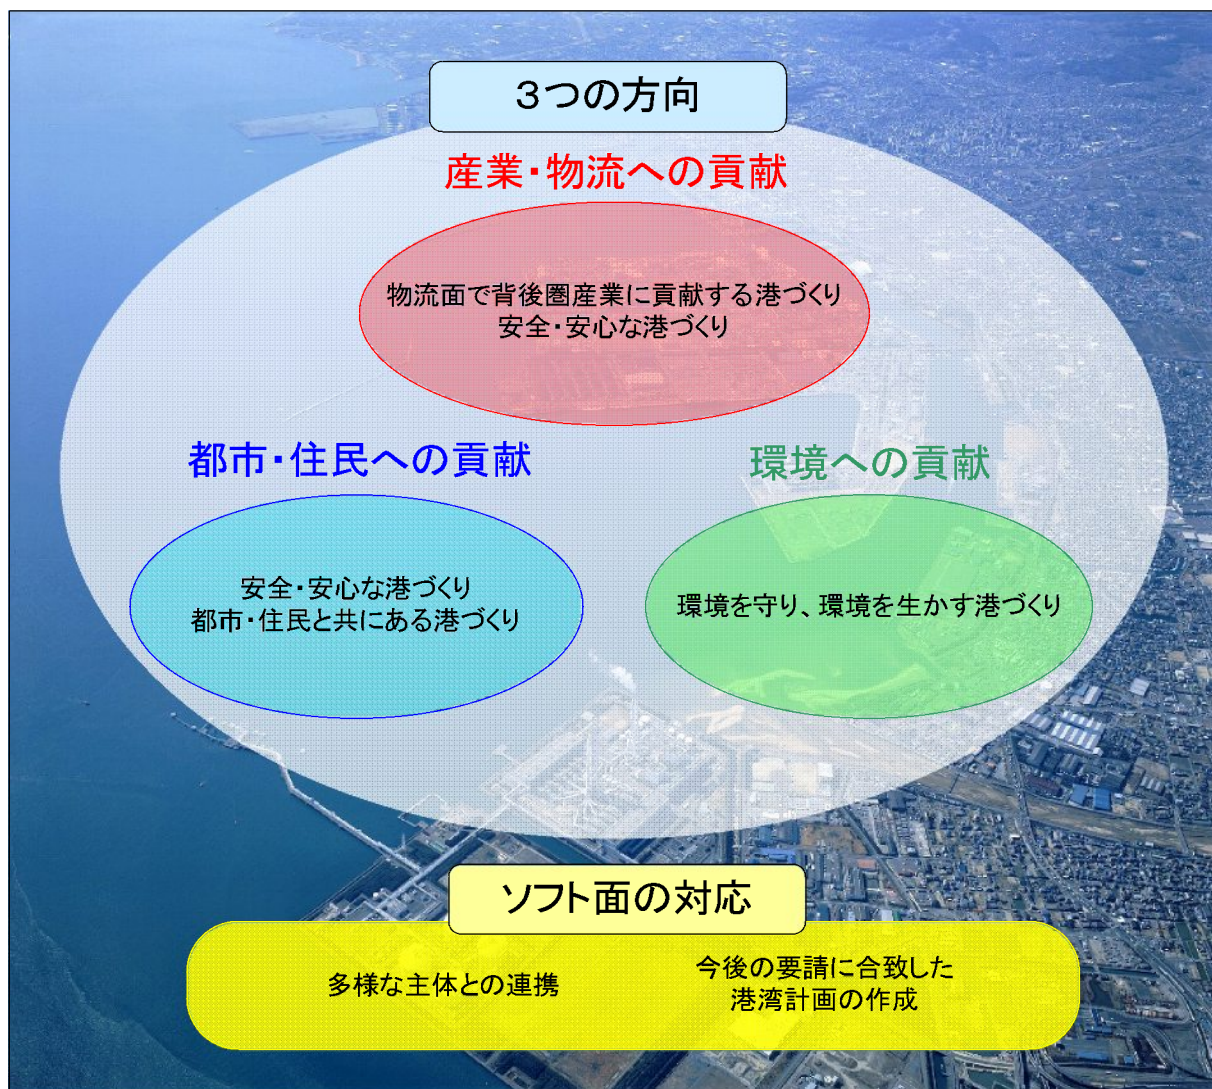 ３つの方向
産業・物流への貢献
物流面で背後圏産業に貢献する港づくり
安全・安心な港づくり
都市・住民への貢献
環境への貢献
安全・安心な港づくり
都市・住民と共にある港づくり
環境を守り、環境を生かす港づくり
ソフト面の対応
多様な主体との連携
今後の要請に合致した
港湾計画の作成